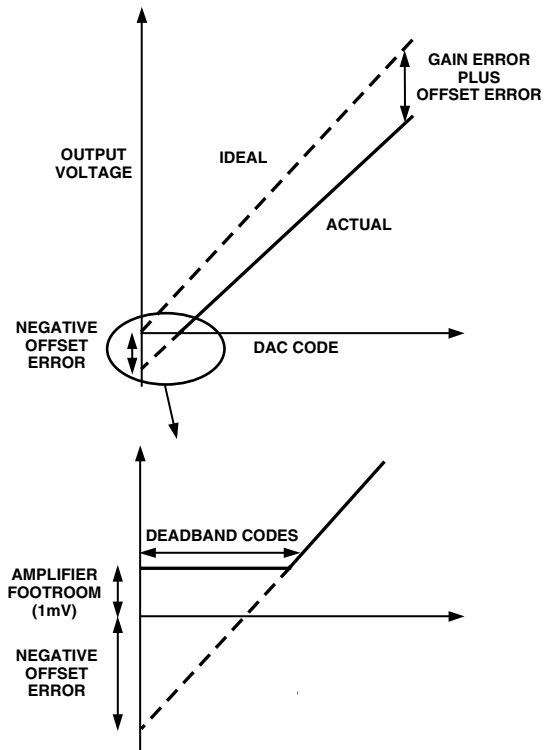 GAIN ERROR
PLUS
OFFSET ERROR
OUTPUT
VOLTAGE
IDEAL
ACTUAL
NEGATIVE
OFFSET
ERROR
DAC CODE
DEADBAND CODES
AMPLIFIER
FOOTROOM
(1mV)
NEGATIVE
OFFSET
ERROR